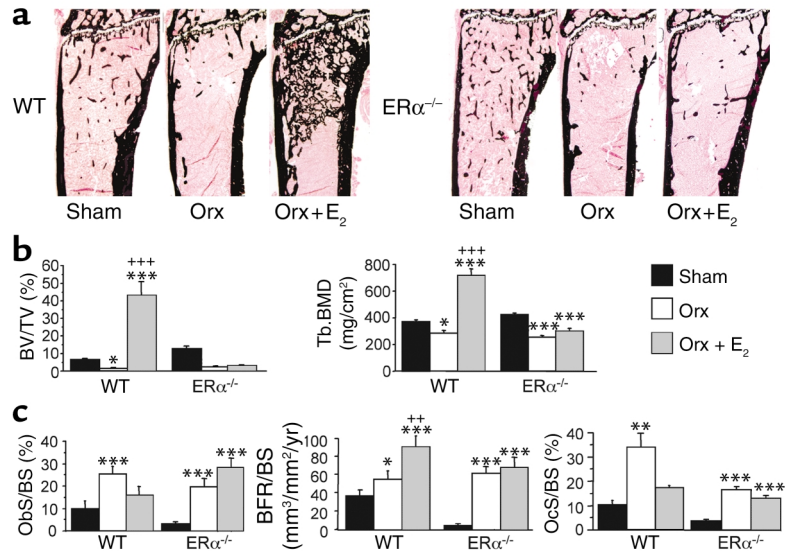 a
WT
ERα⁻/⁻
Sham Orx Orx + E₂ Sham Orx Orx + E₂
b
BV/TV (%)
60
50
40
30
20
10
0
*
+++
***
WT ERα⁻/⁻
Tb.BMD
(mg/cm²)
800
600
400
200
0
*
+++
***
***
***
WT ERα⁻/⁻
Sham
Orx
Orx + E₂
c
ObS/BS (%)
40
30
20
10
0
***
***
***
WT ERα⁻/⁻
BFR/BS
(mm³/mm²/yr)
100
80
60
40
20
0
*
++
***
***
***
WT ERα⁻/⁻
OcS/BS (%)
40
30
20
10
0
**
***
***
WT ERα⁻/⁻